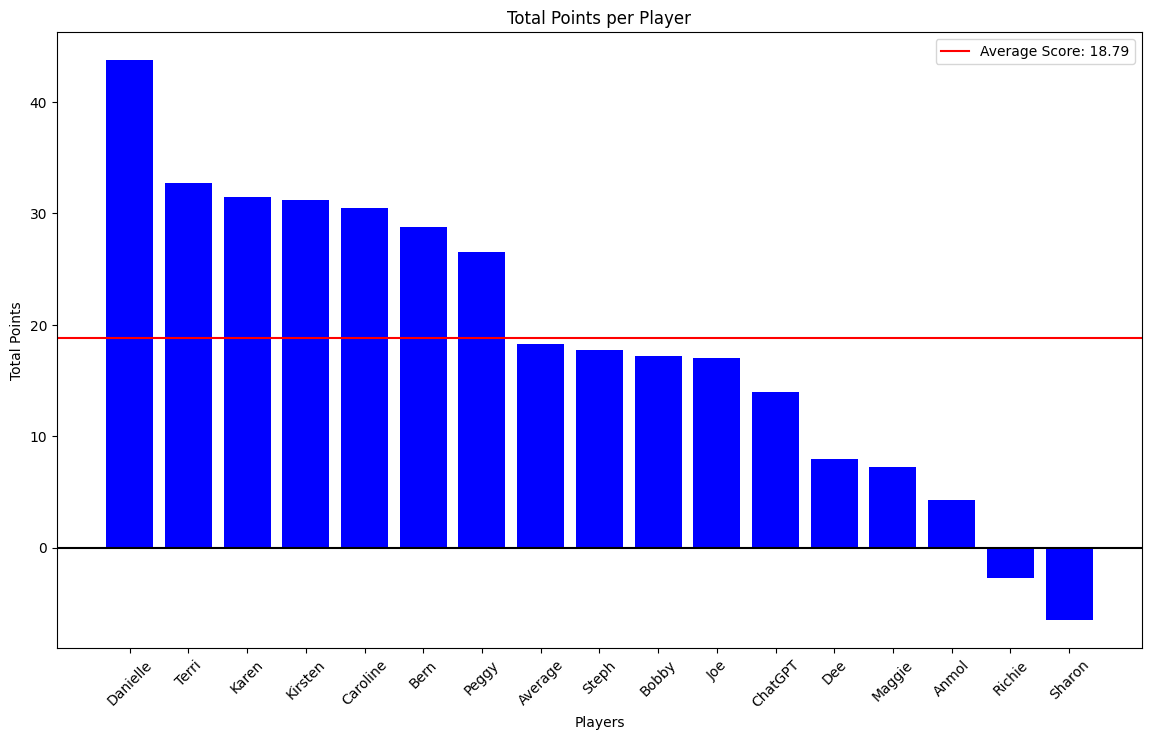 Total Points per Player
Average Score: 18.79
Total Points
40
30
20
10
0
Danielle
Terri
Karen
Kirsten
Caroline
Bern
Peggy
Average
Steph
Bobby
Joe
ChatGPT
Dee
Maggie
Anmol
Richie
Sharon
Players